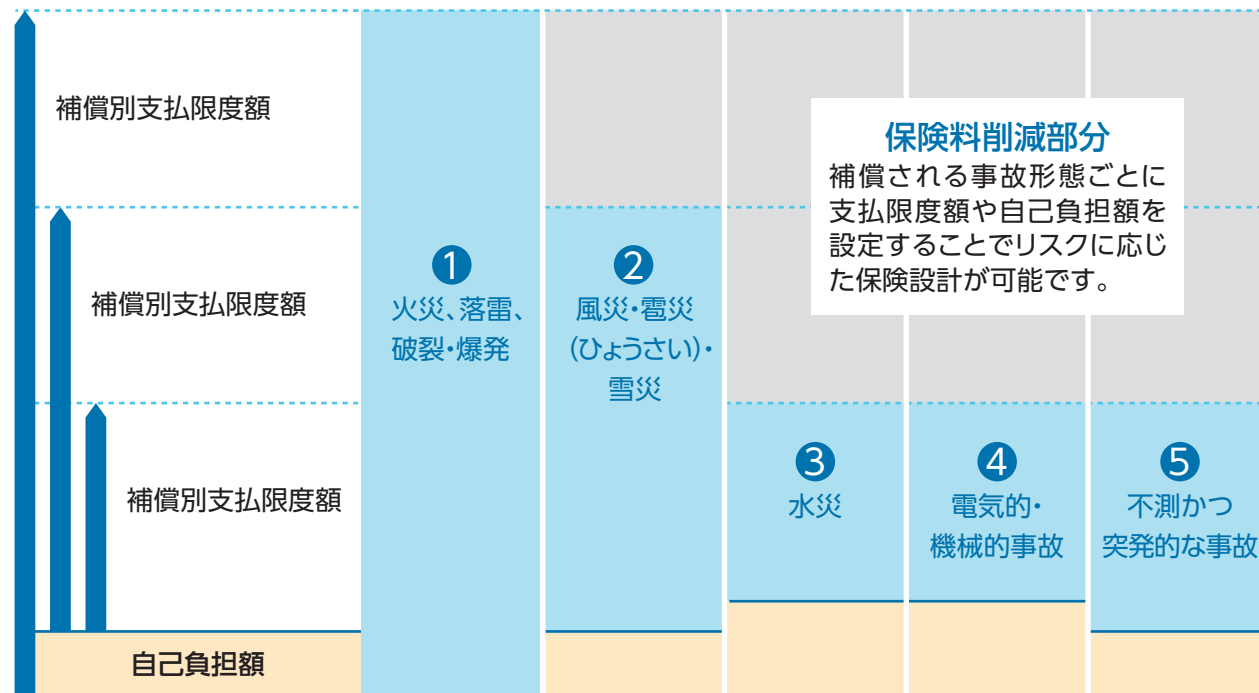 補償別支払限度額
補償別支払限度額
補償別支払限度額
自己負担額
❶
火災、落雷、
破裂・爆発
❷
風災・雹災
(ひょうさい)・
雪災
保険料削減部分
補償される事故形態ごとに
支払限度額や自己負担額を
設定することでリスクに応じ
た保険設計が可能です。
❸
水災
❹
電気的・
機械的事故
❺
不測かつ
突発的な事故